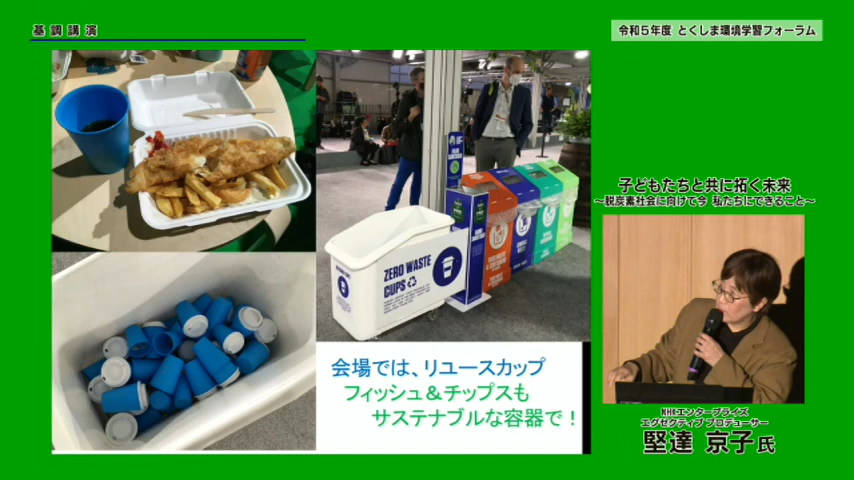 基調講演
令和5年度 とくしま環境学習フォーラム
子どもたちと共に拓く未来
～脱炭素社会に向けて今 私たちにできること～
ZERO WASTE
CUPS
会場では、リユースカップ
フィッシュ＆チップスも
サステナブルな容器で！
NHKエンタープライズ
エグゼクティブ プロデューサー
堅達 京子氏